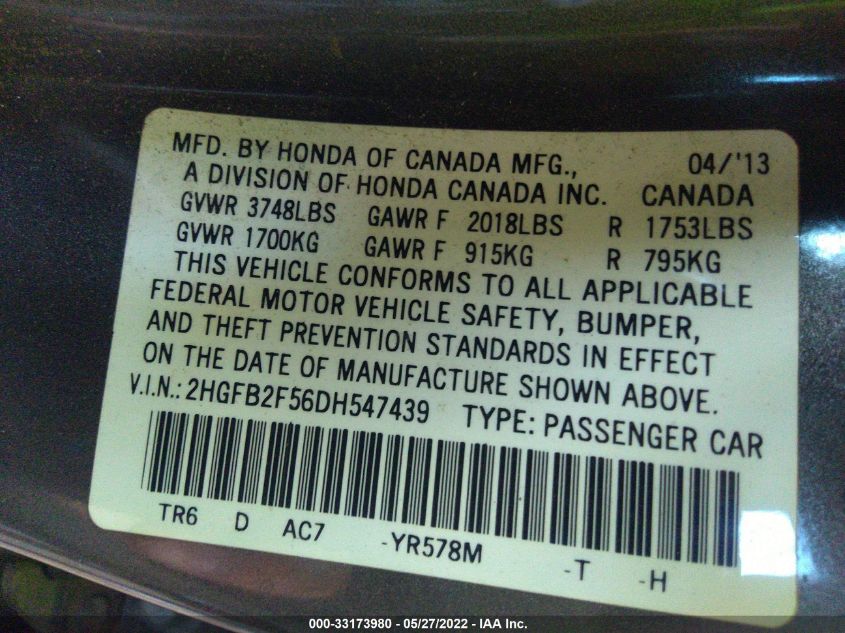 MFD. BY HONDA OF CANADA MFG., 04/'13
A DIVISION OF HONDA CANADA INC. CANADA
GVWR 3748LBS GAWR F 2018LBS R 1753LBS
GVWR 1700KG GAWR F 915KG R 795KG
THIS VEHICLE CONFORMS TO ALL APPLICABLE
FEDERAL MOTOR VEHICLE SAFETY, BUMPER,
AND THEFT PREVENTION STANDARDS IN EFFECT
ON THE DATE OF MANUFACTURE SHOWN ABOVE.
V.I.N.: 2HGFB2F56DH547439 TYPE: PASSENGER CAR
TR6 D AC7 -YR578M -T -H
000-33173980 - 05/27/2022 - IAA Inc.